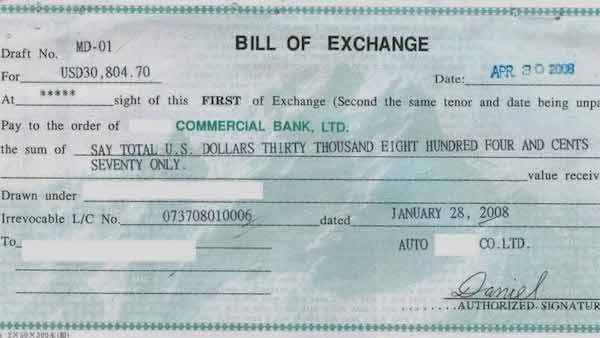 BILL OF EXCHANGE
Draft No. MD-01
For USD30,804.70
Date: APR 30 2008
At ***** sight of this FIRST of Exchange (Second the same tenor and date being unpa
Pay to the order of COMMERCIAL BANK, LTD.
the sum of SAY TOTAL U.S. DOLLARS THIRTY THOUSAND EIGHT HUNDRED FOUR AND CENTS
SEVENTY ONLY.
value receiv
Drawn under
Irrevocable L/C No. 073708010006 dated JANUARY 28, 2008
To AUTO CO.LTD.
Daniel
........AUTHORIZED SIGNATUR